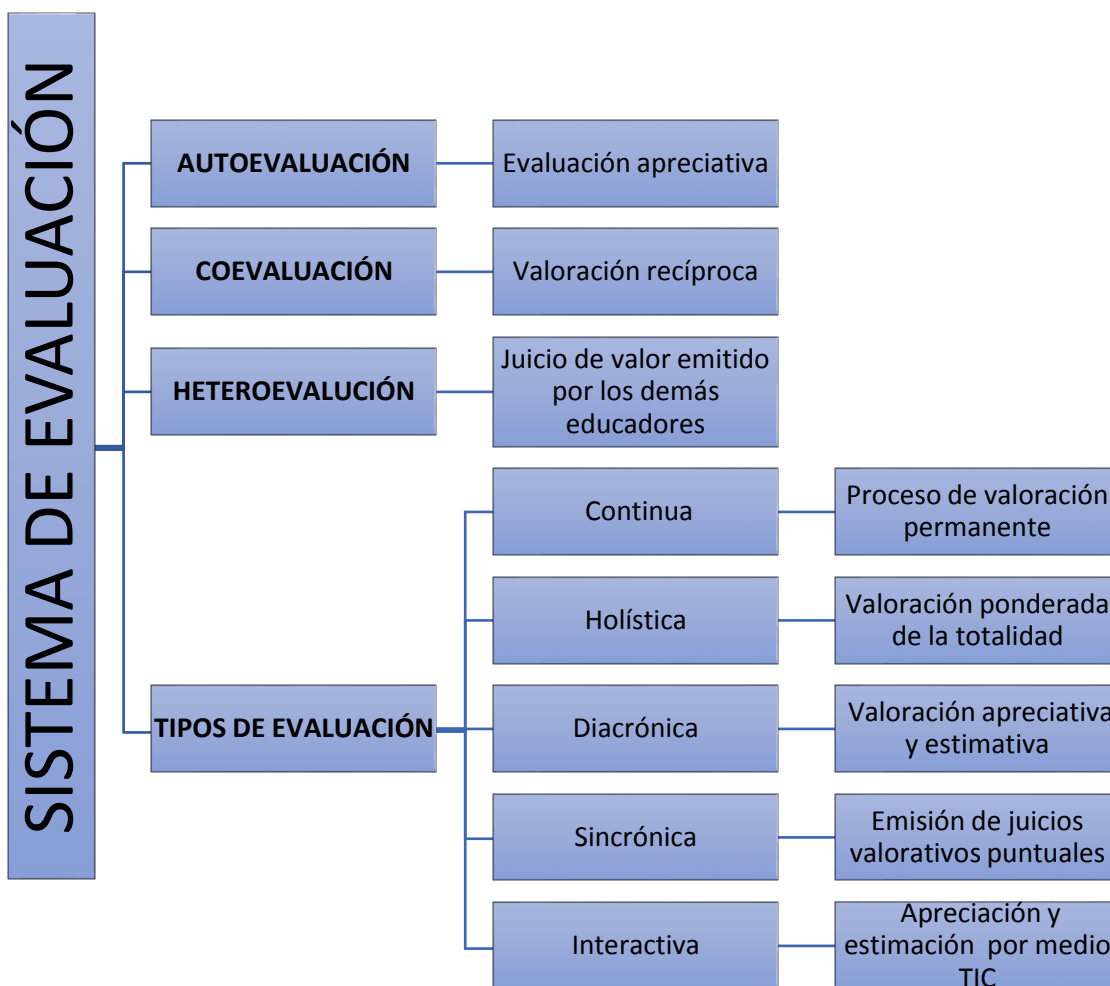 SISTEMA DE EVALUACIÓN
AUTOEVALUACIÓN
Evaluación apreciativa
COEVALUACIÓN
Valoración recíproca
HETEROEVALUCIÓN
Juicio de valor emitido
por los demás
educadores
TIPOS DE EVALUACIÓN
Continua
Proceso de valoración
permanente
Holística
Valoración ponderada
de la totalidad
Diacrónica
Valoración apreciativa
y estimativa
Sincrónica
Emisión de juicios
valorativos puntuales
Interactiva
Apreciación y
estimación por medio
TIC